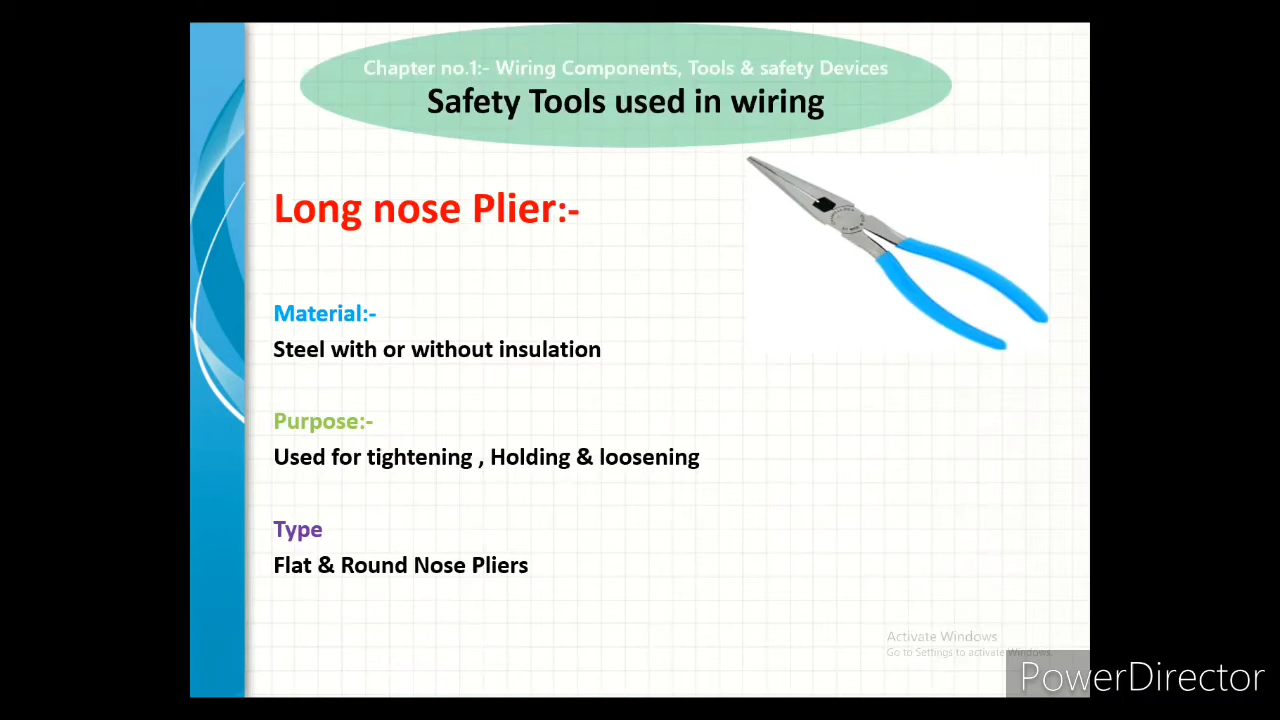 Chapter no.1:- Wiring Components, Tools & safety Devices
Safety Tools used in wiring
Long nose Plier:-
Material:-
Steel with or without insulation
Purpose:-
Used for tightening , Holding & loosening
Type
Flat & Round Nose Pliers
Activate Windows
Go to Settings to activate Windows.
PowerDirector